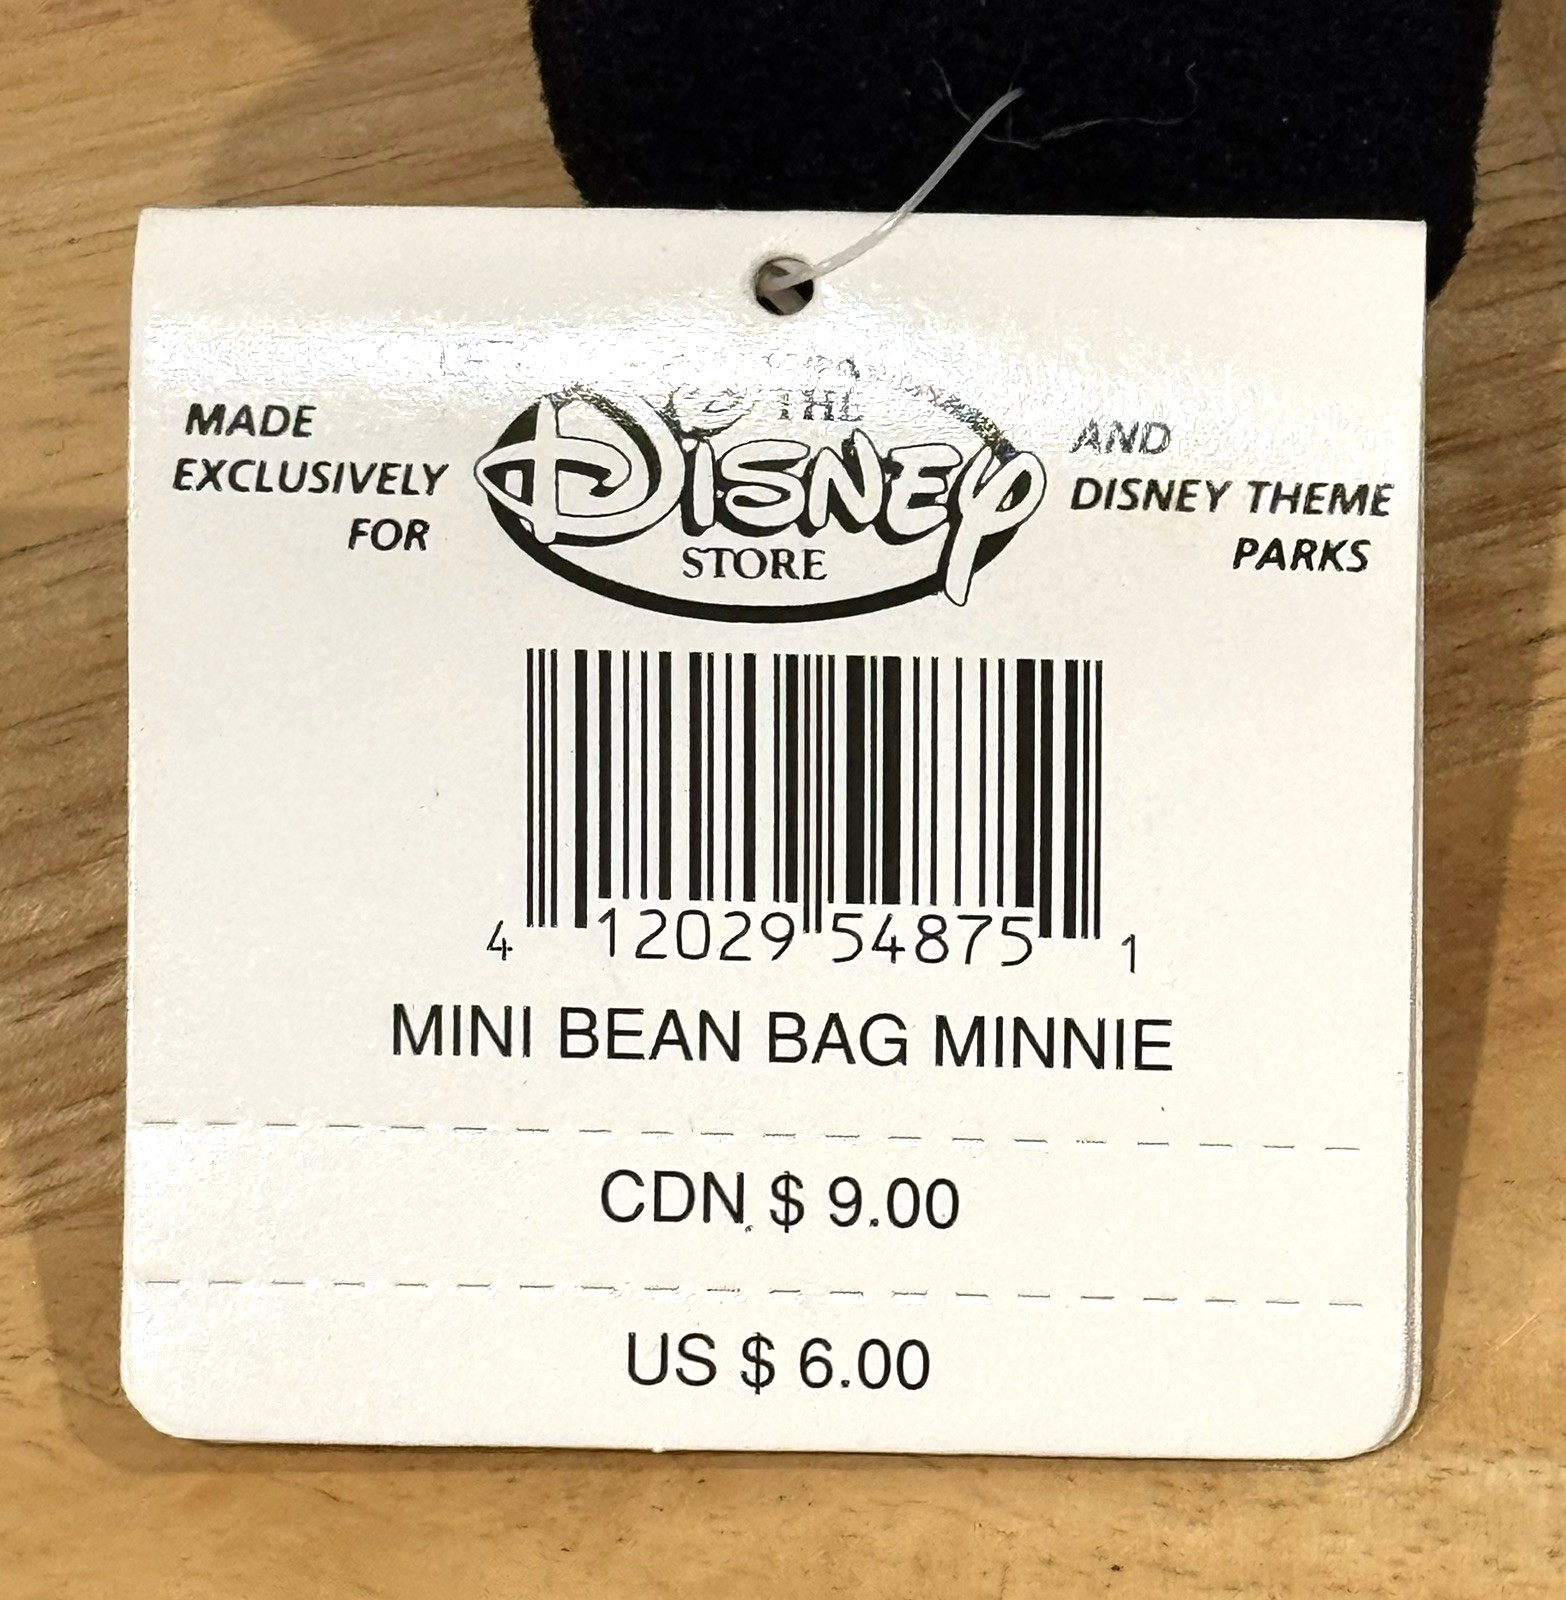 MADE
EXCLUSIVELY
FOR
THE
DISNEY
STORE
AND
DISNEY THEME
PARKS
4 12029 54875 1
MINI BEAN BAG MINNIE
CDN $ 9.00
US $ 6.00